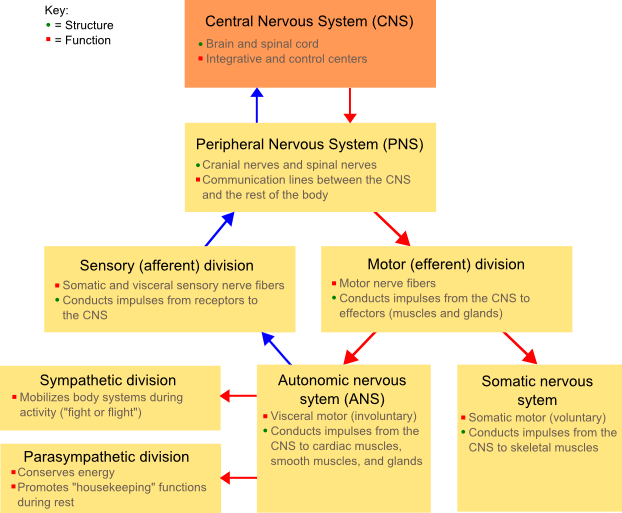 Key:
= Structure
= Function
Central Nervous System (CNS)
Brain and spinal cord
Integrative and control centers
Peripheral Nervous System (PNS)
Cranial nerves and spinal nerves
Communication lines between the CNS
and the rest of the body
Sensory (afferent) division
Somatic and visceral sensory nerve fibers
Conducts impulses from receptors to
the CNS
Motor (efferent) division
Motor nerve fibers
Conducts impulses from the CNS to
effectors (muscles and glands)
Sympathetic division
Mobilizes body systems during
activity ("fight or flight")
Autonomic nervous
sytem (ANS)
Visceral motor (involuntary)
Conducts impulses from the
CNS to cardiac muscles,
smooth muscles, and glands
Somatic nervous
sytem
Somatic motor (voluntary)
Conducts impulses from the
CNS to skeletal muscles
Parasympathetic division
Conserves energy
Promotes "housekeeping" functions
during rest